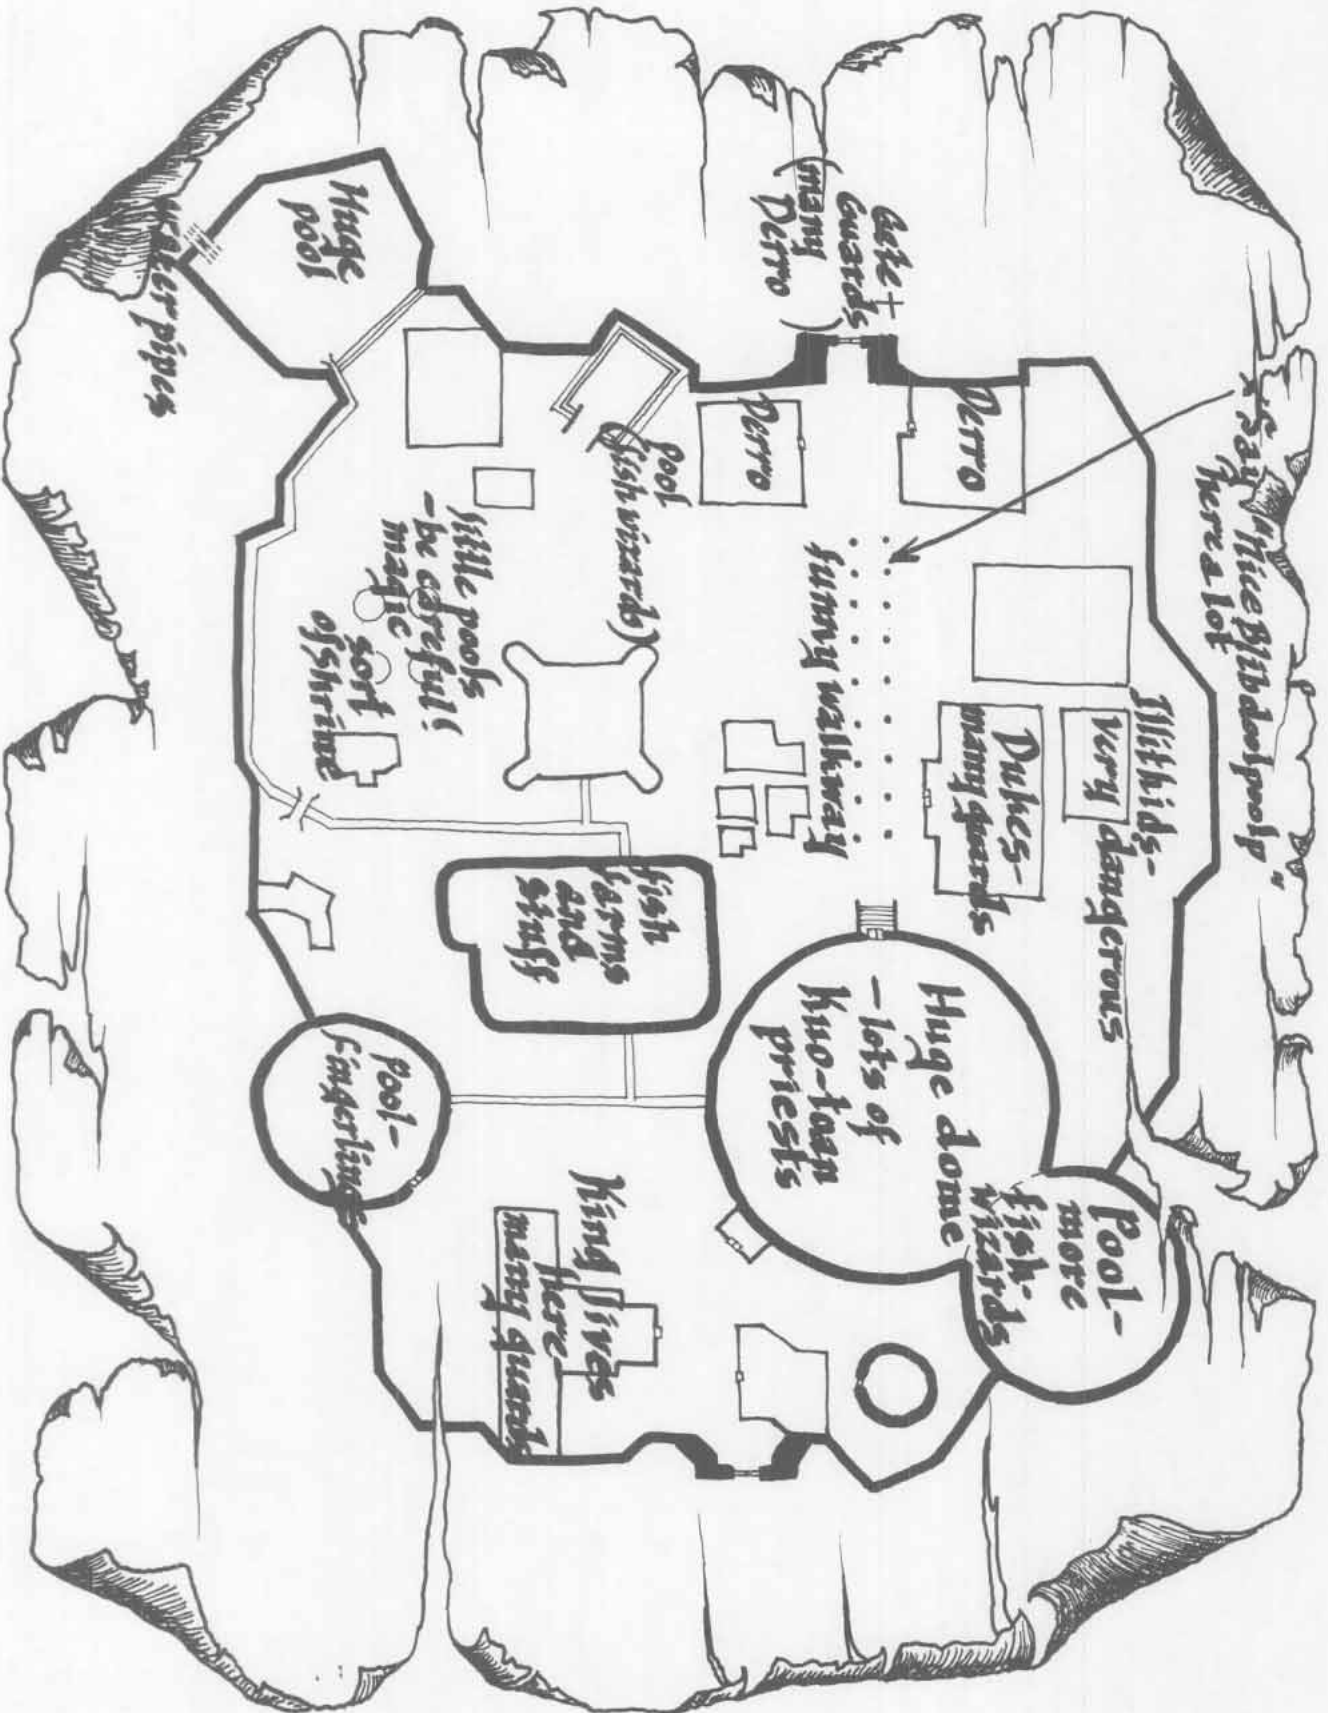 * Say "Nice Blibdoolpoolp"
here a lot
Illithids-
very dangerous
Pool-
more
fish-
wizards
Derro
Dukes-
many guards
Huge dome
- lots of
Kuo-toan
priests
Gate +
Guards
(many
Derro)
funny walkway
Derro
Pool
(fish wizards)
fish
farms
and
stuff
King lives
here-
many guards
little pools
- be careful!
magic
sort
of shrine
Pool-
fingerlings
Huge
pool
water pipes